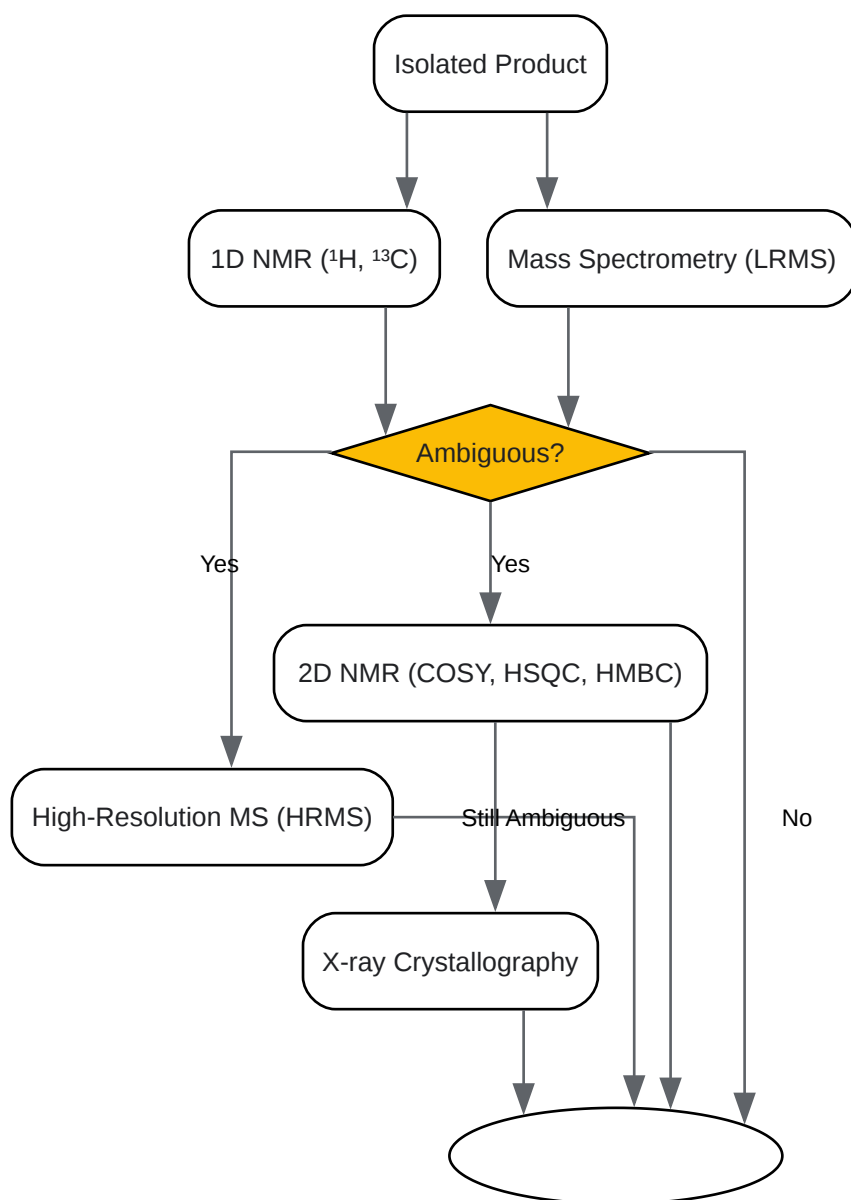 Isolated Product
1D NMR (¹H, ¹³C)
Mass Spectrometry (LRMS)
Ambiguous?
Yes
Yes
2D NMR (COSY, HSQC, HMBC)
High-Resolution MS (HRMS)
Still Ambiguous
No
X-ray Crystallography